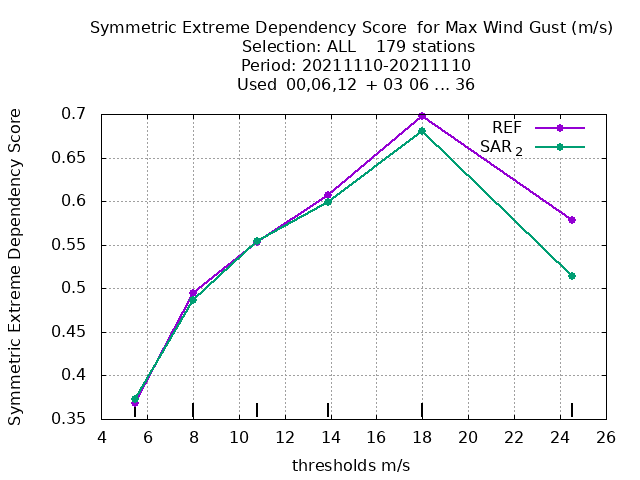 Symmetric Extreme Dependency Score  for Max Wind Gust (m/s)
Selection: ALL    179 stations
Period: 20211110-20211110
Used  00,06,12  + 03 06 ... 36
Symmetric Extreme Dependency Score
0.7
0.65
0.6
0.55
0.5
0.45
0.4
0.35
REF
SAR 2
4 6 8 10 12 14 16 18 20 22 24 26
thresholds m/s